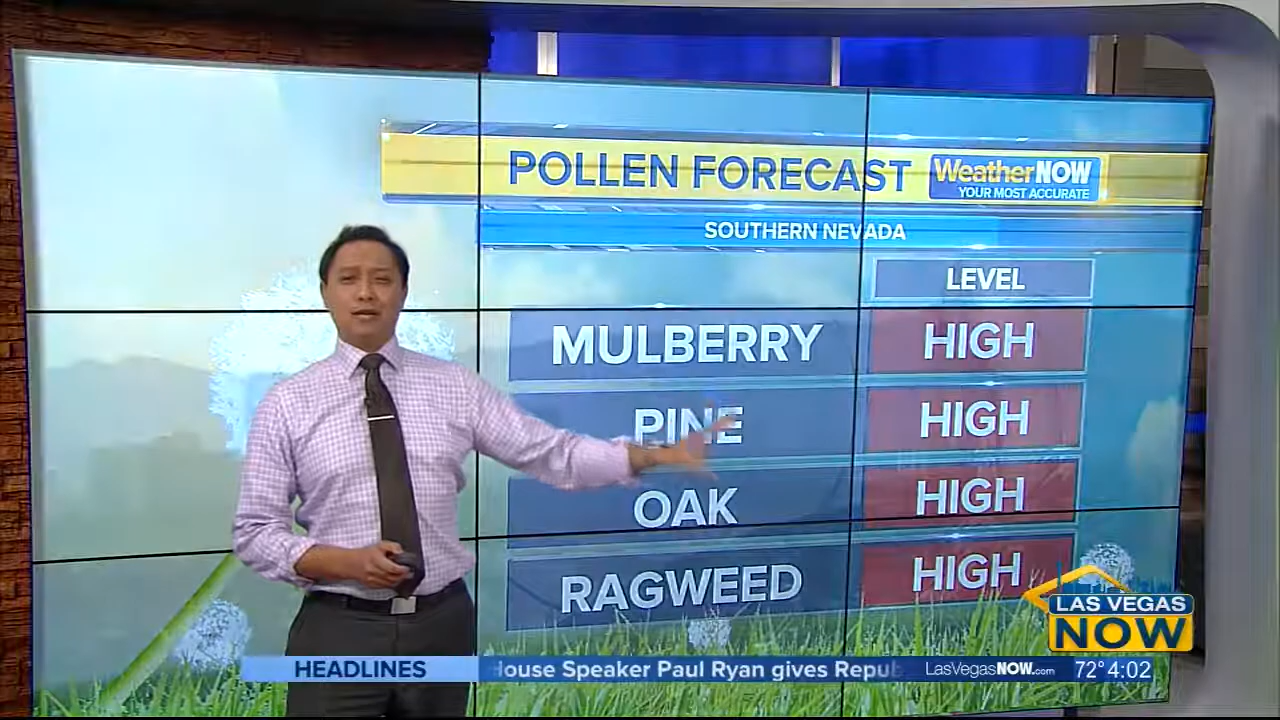 POLLEN FORECAST
WeatherNOW
YOUR MOST ACCURATE
SOUTHERN NEVADA
LEVEL
MULBERRY HIGH
PINE HIGH
OAK HIGH
RAGWEED HIGH
LAS VEGAS
NOW
HEADLINES House Speaker Paul Ryan gives Repub LasVegasNOW.com 72° 4:02